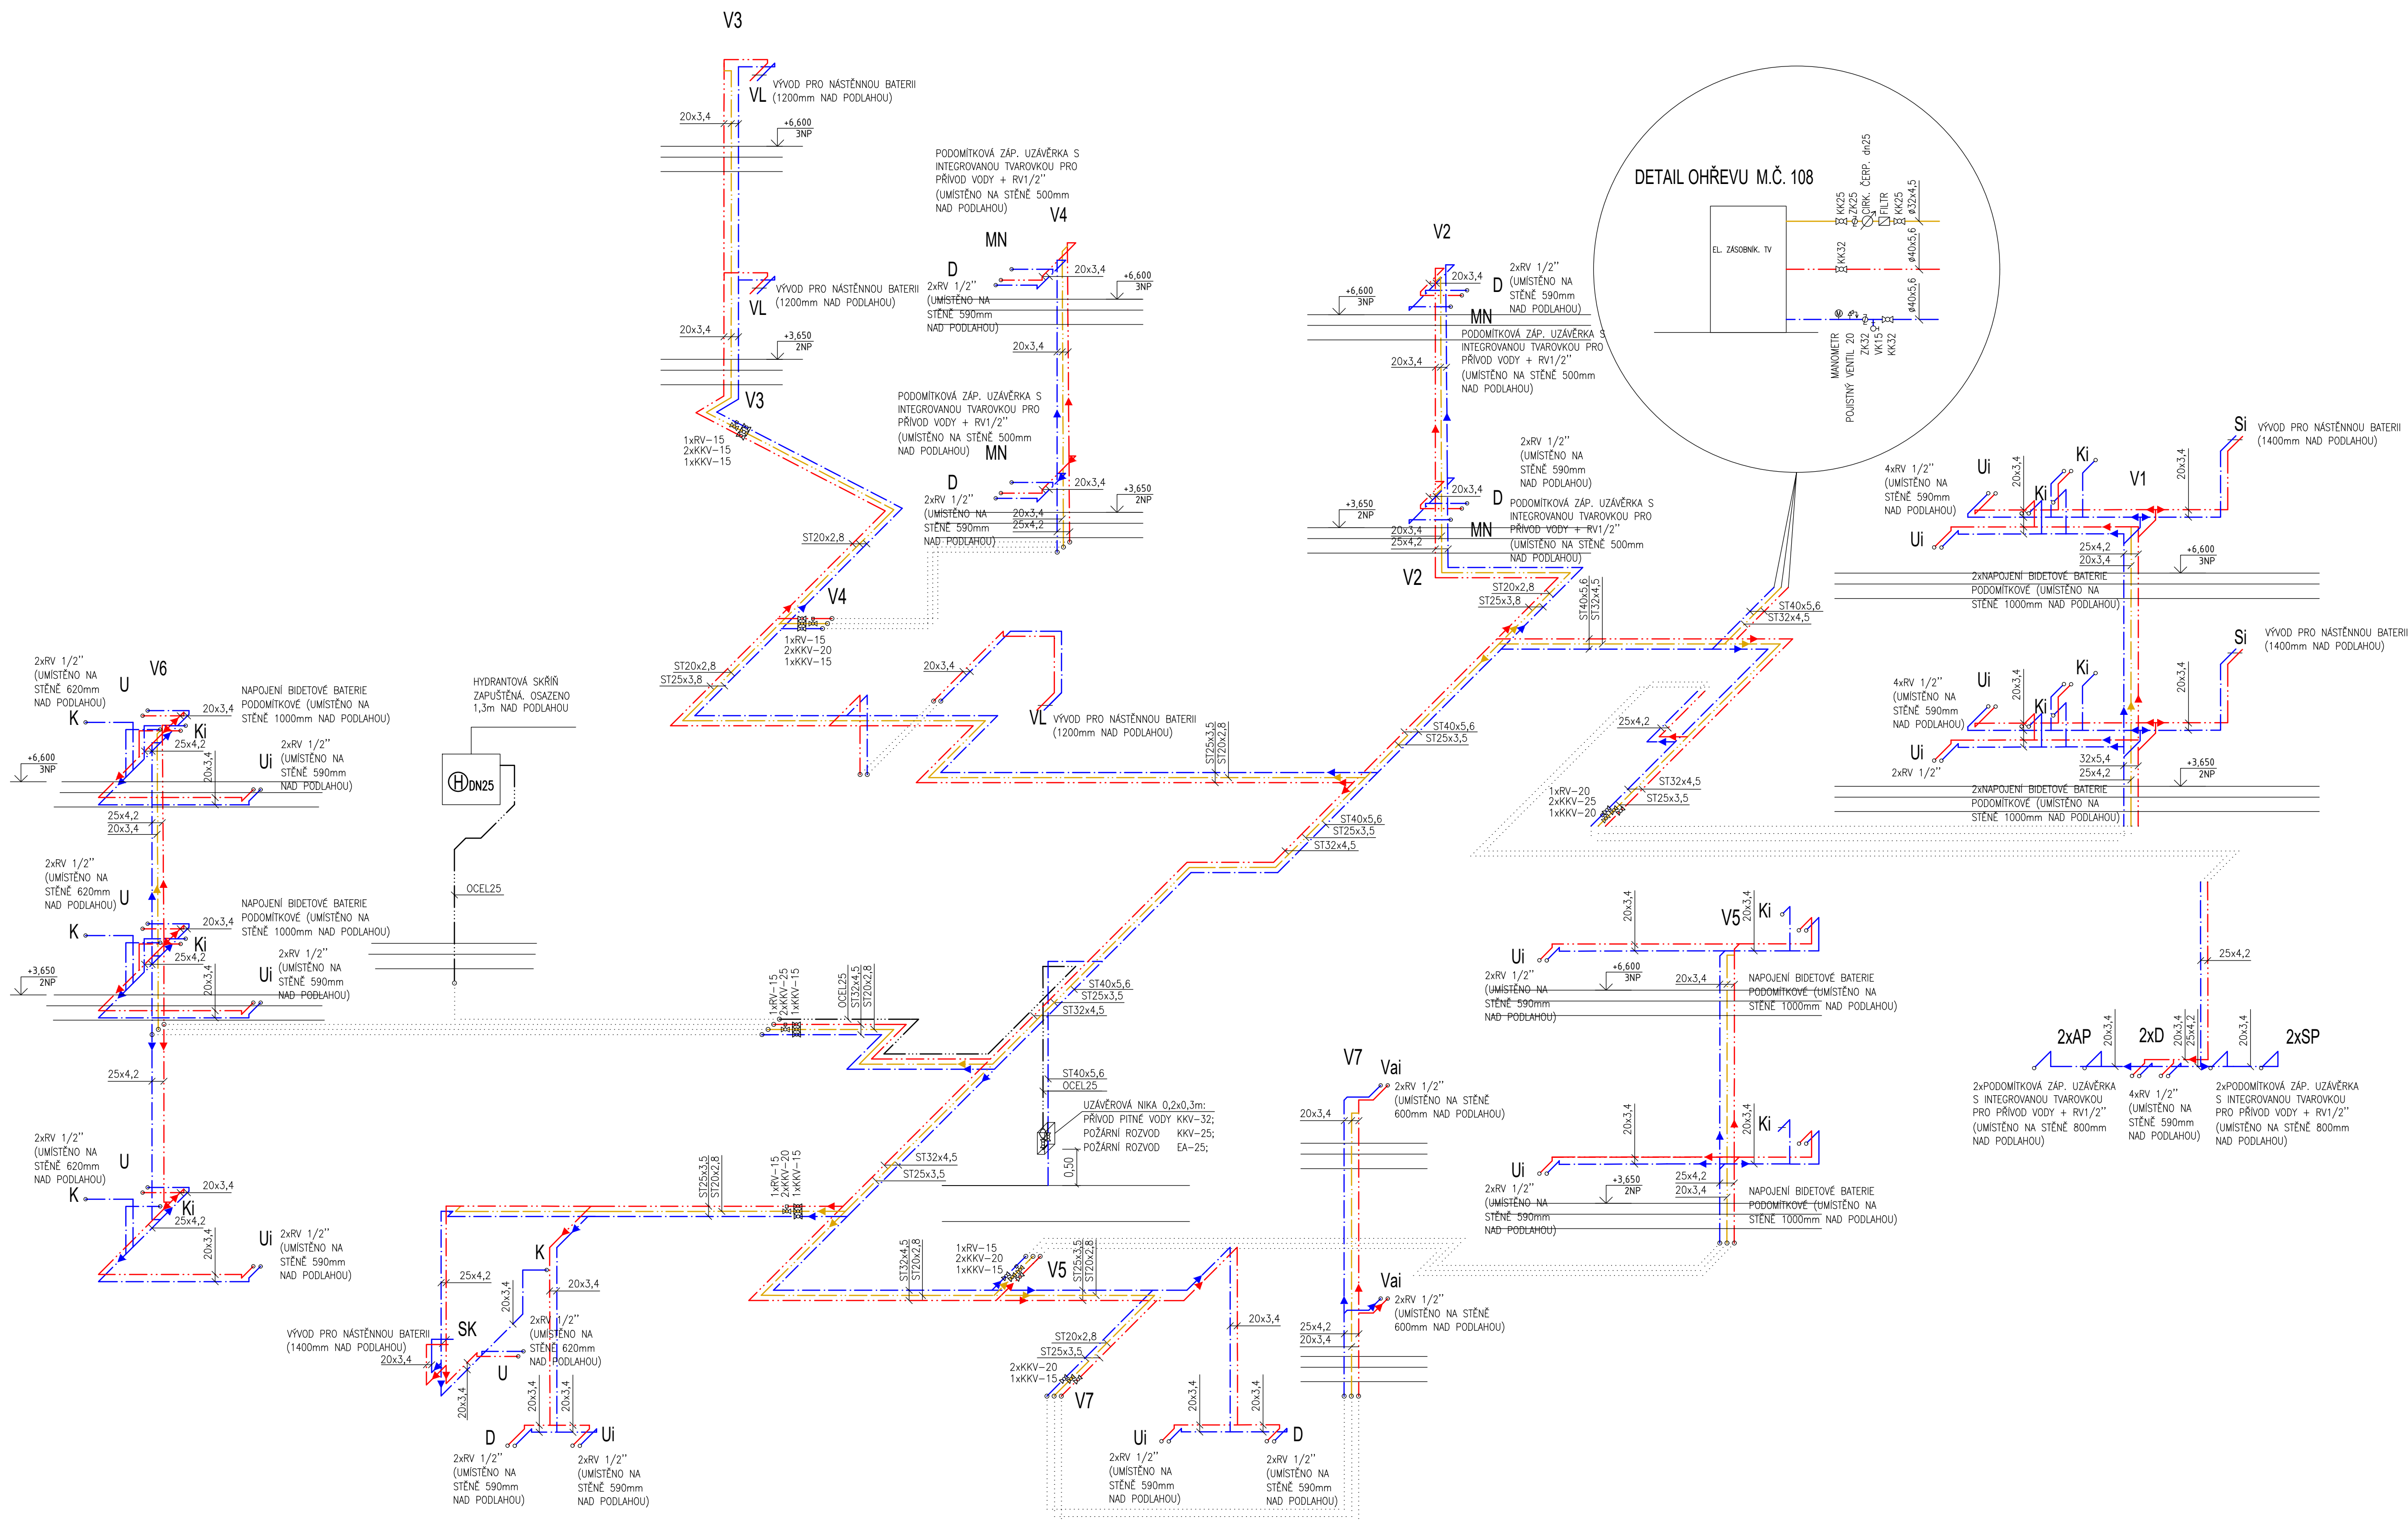 V3
VL
VÝVOD PRO NÁSTĚNNOU BATERII
(1200mm NAD PODLAHOU)
20x3,4
+6,600
3NP
VL
VÝVOD PRO NÁSTĚNNOU BATERII
(1200mm NAD PODLAHOU)
20x3,4
+3,650
2NP
V3
1xRV-15
2xKKV-15
1xKKV-15
ST20x2,8
PODOMÍTKOVÁ ZÁP. UZÁVĚRKA S
INTEGROVANOU TVAROVKOU PRO
PŘÍVOD VODY + RV1/2''
(UMÍSTĚNO NA STĚNĚ 500mm
NAD PODLAHOU)
V4
MN
D
20x3,4
2xRV 1/2''
(UMÍSTĚNO NA
STĚNĚ 590mm
NAD PODLAHOU)
+6,600
3NP
20x3,4
PODOMÍTKOVÁ ZÁP. UZÁVĚRKA S
INTEGROVANOU TVAROVKOU PRO
PŘÍVOD VODY + RV1/2''
(UMÍSTĚNO NA STĚNĚ 500mm
NAD PODLAHOU)
MN
D
20x3,4
2xRV 1/2''
(UMÍSTĚNO NA
STĚNĚ 590mm
NAD PODLAHOU)
20x3,4
25x4,2
+3,650
2NP
V4
1xRV-15
2xKKV-20
1xKKV-15
ST20x2,8
ST25x3,8
20x3,4
VL
VÝVOD PRO NÁSTĚNNOU BATERII
(1200mm NAD PODLAHOU)
ST25x3,5
ST20x2,8
V2
20x3,4
D
2xRV 1/2''
(UMÍSTĚNO NA
STĚNĚ 590mm
NAD PODLAHOU)
+6,600
3NP
MN
PODOMÍTKOVÁ ZÁP. UZÁVĚRKA S
INTEGROVANOU TVAROVKOU PRO
PŘÍVOD VODY + RV1/2''
(UMÍSTĚNO NA STĚNĚ 500mm
NAD PODLAHOU)
20x3,4
2xRV 1/2''
(UMÍSTĚNO NA
STĚNĚ 590mm
NAD PODLAHOU)
20x3,4
D
+3,650
2NP
MN
PODOMÍTKOVÁ ZÁP. UZÁVĚRKA S
INTEGROVANOU TVAROVKOU PRO
PŘÍVOD VODY + RV1/2''
(UMÍSTĚNO NA STĚNĚ 500mm
NAD PODLAHOU)
20x3,4
25x4,2
V2
ST20x2,8
ST25x3,8
ST40x5,6
ST32x4,5
DETAIL OHŘEVU M.Č. 108
EL. ZÁSOBNÍK. TV
KK25
ZK25
CIRK. ČERP. dn25
FILTR
KK25
ø32x4,5
KK32
ø40x5,6
ø40x5,6
MANOMETR
POJISTNÝ VENTIL 20
ZK32
VK15
KK32
ST40x5,6
ST32x4,5
Si
VÝVOD PRO NÁSTĚNNOU BATERII
(1400mm NAD PODLAHOU)
4xRV 1/2''
(UMÍSTĚNO NA
STĚNĚ 590mm
NAD PODLAHOU)
Ui
20x3,4
Ki
Ki
V1
20x3,4
Ui
25x4,2
20x3,4
+6,600
3NP
2xNAPOJENÍ BIDETOVÉ BATERIE
PODOMÍTKOVÉ (UMÍSTĚNO NA
STĚNĚ 1000mm NAD PODLAHOU)
Si
VÝVOD PRO NÁSTĚNNOU BATERII
(1400mm NAD PODLAHOU)
4xRV 1/2''
(UMÍSTĚNO NA
STĚNĚ 590mm
NAD PODLAHOU)
Ui
20x3,4
Ki
Ki
20x3,4
Ui
2xRV 1/2''
32x5,4
25x4,2
+3,650
2NP
2xNAPOJENÍ BIDETOVÉ BATERIE
PODOMÍTKOVÉ (UMÍSTĚNO NA
STĚNĚ 1000mm NAD PODLAHOU)
25x4,2
ST32x4,5
ST25x3,5
1xRV-20
2xKKV-25
1xKKV-20
ST40x5,6
ST25x3,5
ST40x5,6
ST25x3,5
ST32x4,5
V6
2xRV 1/2''
(UMÍSTĚNO NA
STĚNĚ 620mm
NAD PODLAHOU)
U
K
NAPOJENÍ BIDETOVÉ BATERIE
PODOMÍTKOVÉ (UMÍSTĚNO NA
STĚNĚ 1000mm NAD PODLAHOU)
20x3,4
Ki
25x4,2
20x3,4
Ui
2xRV 1/2''
(UMÍSTĚNO NA
STĚNĚ 590mm
NAD PODLAHOU)
+6,600
3NP
25x4,2
20x3,4
2xRV 1/2''
(UMÍSTĚNO NA
STĚNĚ 620mm
NAD PODLAHOU)
U
K
NAPOJENÍ BIDETOVÉ BATERIE
PODOMÍTKOVÉ (UMÍSTĚNO NA
STĚNĚ 1000mm NAD PODLAHOU)
20x3,4
Ki
25x4,2
20x3,4
Ui
2xRV 1/2''
(UMÍSTĚNO NA
STĚNĚ 590mm
NAD PODLAHOU)
+3,650
2NP
25x4,2
2xRV 1/2''
(UMÍSTĚNO NA
STĚNĚ 620mm
NAD PODLAHOU)
U
K
20x3,4
Ki
25x4,2
20x3,4
Ui
2xRV 1/2''
(UMÍSTĚNO NA
STĚNĚ 590mm
NAD PODLAHOU)
HYDRANTOVÁ SKŘÍŇ
ZAPUŠTĚNÁ. OSAZENO
1,3m NAD PODLAHOU
H
DN25
OCEL25
1xRV-15
2xKKV-25
1xKKV-15
OCEL25
ST32x4,5
ST20x2,8
ST40x5,6
ST25x3,5
ST32x4,5
ST40x5,6
OCEL25
UZÁVĚROVÁ NIKA 0,2x0,3m:
PŘÍVOD PITNÉ VODY KKV-32;
POŽÁRNÍ ROZVOD KKV-25;
POŽÁRNÍ ROZVOD EA-25;
0,50
ST32x4,5
ST25x3,5
ST25x3,5
ST20x2,8
1xRV-15
2xKKV-20
1xKKV-15
K
25x4,2
20x3,4
20x3,4
VÝVOD PRO NÁSTĚNNOU BATERII
(1400mm NAD PODLAHOU)
20x3,4
SK
2xRV 1/2''
(UMÍSTĚNO NA
STĚNĚ 620mm
NAD PODLAHOU)
U
20x3,4
20x3,4
20x3,4
D
2xRV 1/2''
(UMÍSTĚNO NA
STĚNĚ 590mm
NAD PODLAHOU)
Ui
2xRV 1/2''
(UMÍSTĚNO NA
STĚNĚ 590mm
NAD PODLAHOU)
ST32x4,5
ST20x2,8
1xRV-15
2xKKV-20
1xKKV-15
V5
ST25x3,5
ST20x2,8
ST20x2,8
ST25x3,5
2xKKV-20
1xKKV-15
V7
20x3,4
20x3,4
20x3,4
Ui
2xRV 1/2''
(UMÍSTĚNO NA
STĚNĚ 590mm
NAD PODLAHOU)
D
2xRV 1/2''
(UMÍSTĚNO NA
STĚNĚ 590mm
NAD PODLAHOU)
V7
Vai
2xRV 1/2''
(UMÍSTĚNO NA STĚNĚ
600mm NAD PODLAHOU)
20x3,4
Vai
2xRV 1/2''
(UMÍSTĚNO NA STĚNĚ
600mm NAD PODLAHOU)
25x4,2
20x3,4
20x3,4
V5
20x3,4
Ki
Ui
2xRV 1/2''
(UMÍSTĚNO NA
STĚNĚ 590mm
NAD PODLAHOU)
+6,600
3NP
20x3,4
NAPOJENÍ BIDETOVÉ BATERIE
PODOMÍTKOVÉ (UMÍSTĚNO NA
STĚNĚ 1000mm NAD PODLAHOU)
20x3,4
20x3,4
Ki
Ui
2xRV 1/2''
(UMÍSTĚNO NA
STĚNĚ 590mm
NAD PODLAHOU)
+3,650
2NP
25x4,2
20x3,4
NAPOJENÍ BIDETOVÉ BATERIE
PODOMÍTKOVÉ (UMÍSTĚNO NA
STĚNĚ 1000mm NAD PODLAHOU)
25x4,2
2xAP
20x3,4
2xD
20x3,4
25x4,2
20x3,4
2xSP
2xPODOMÍTKOVÁ ZÁP. UZÁVĚRKA
S INTEGROVANOU TVAROVKOU
PRO PŘÍVOD VODY + RV1/2''
(UMÍSTĚNO NA STĚNĚ 800mm
NAD PODLAHOU)
4xRV 1/2''
(UMÍSTĚNO NA
STĚNĚ 590mm
NAD PODLAHOU)
2xPODOMÍTKOVÁ ZÁP. UZÁVĚRKA
S INTEGROVANOU TVAROVKOU
PRO PŘÍVOD VODY + RV1/2''
(UMÍSTĚNO NA STĚNĚ 800mm
NAD PODLAHOU)